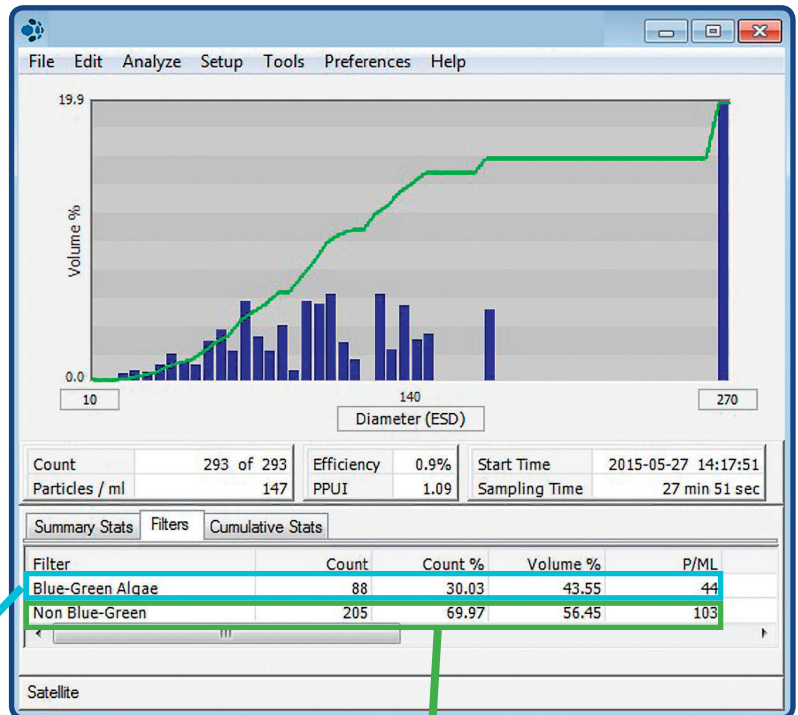 File Edit Analyze Setup Tools Preferences Help
19.9
Volume %
0.0
10 140 270
Diameter (ESD)
Count 293 of 293 Efficiency 0.9% Start Time 2015-05-27 14:17:51
Particles / ml 147 PPUI 1.09 Sampling Time 27 min 51 sec
Summary Stats Filters Cumulative Stats
Filter Count Count % Volume % P/ML
Blue-Green Algae 88 30.03 43.55 44
Non Blue-Green 205 69.97 56.45 103
Satellite